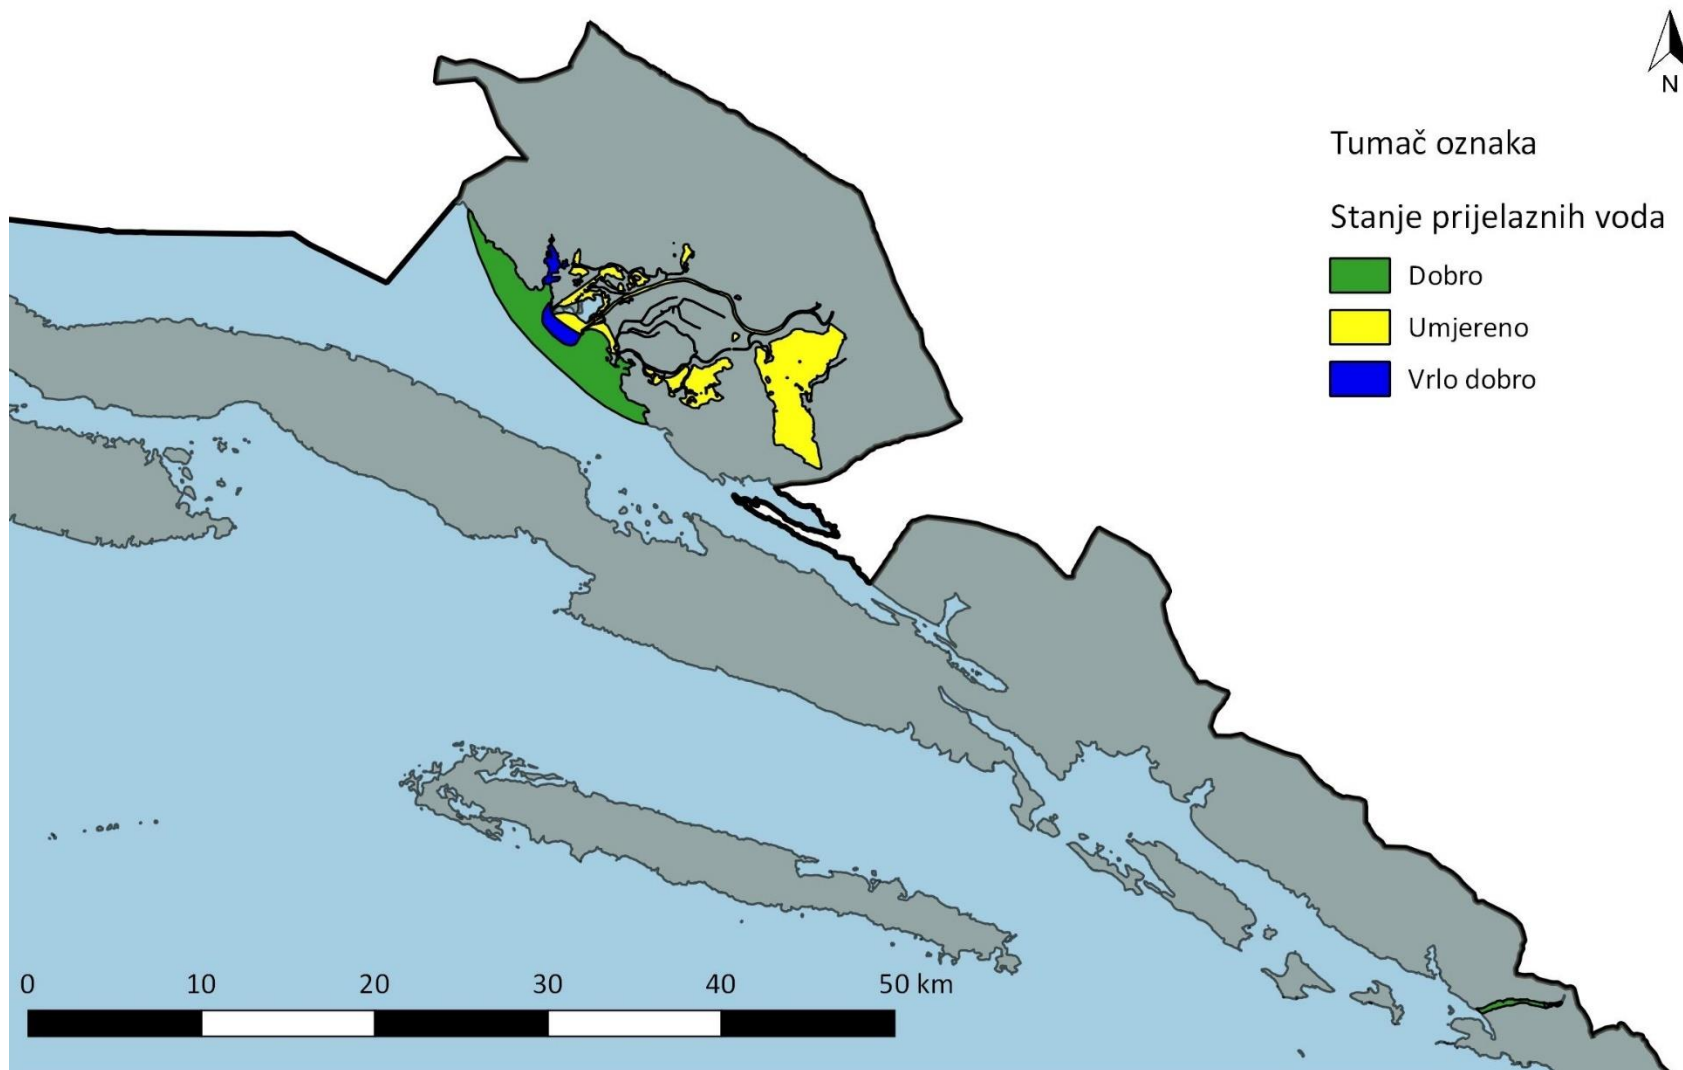 N
Tumač oznaka
Stanje prijelaznih voda
Dobro
Umjereno
Vrlo dobro
0 10 20 30 40 50 km